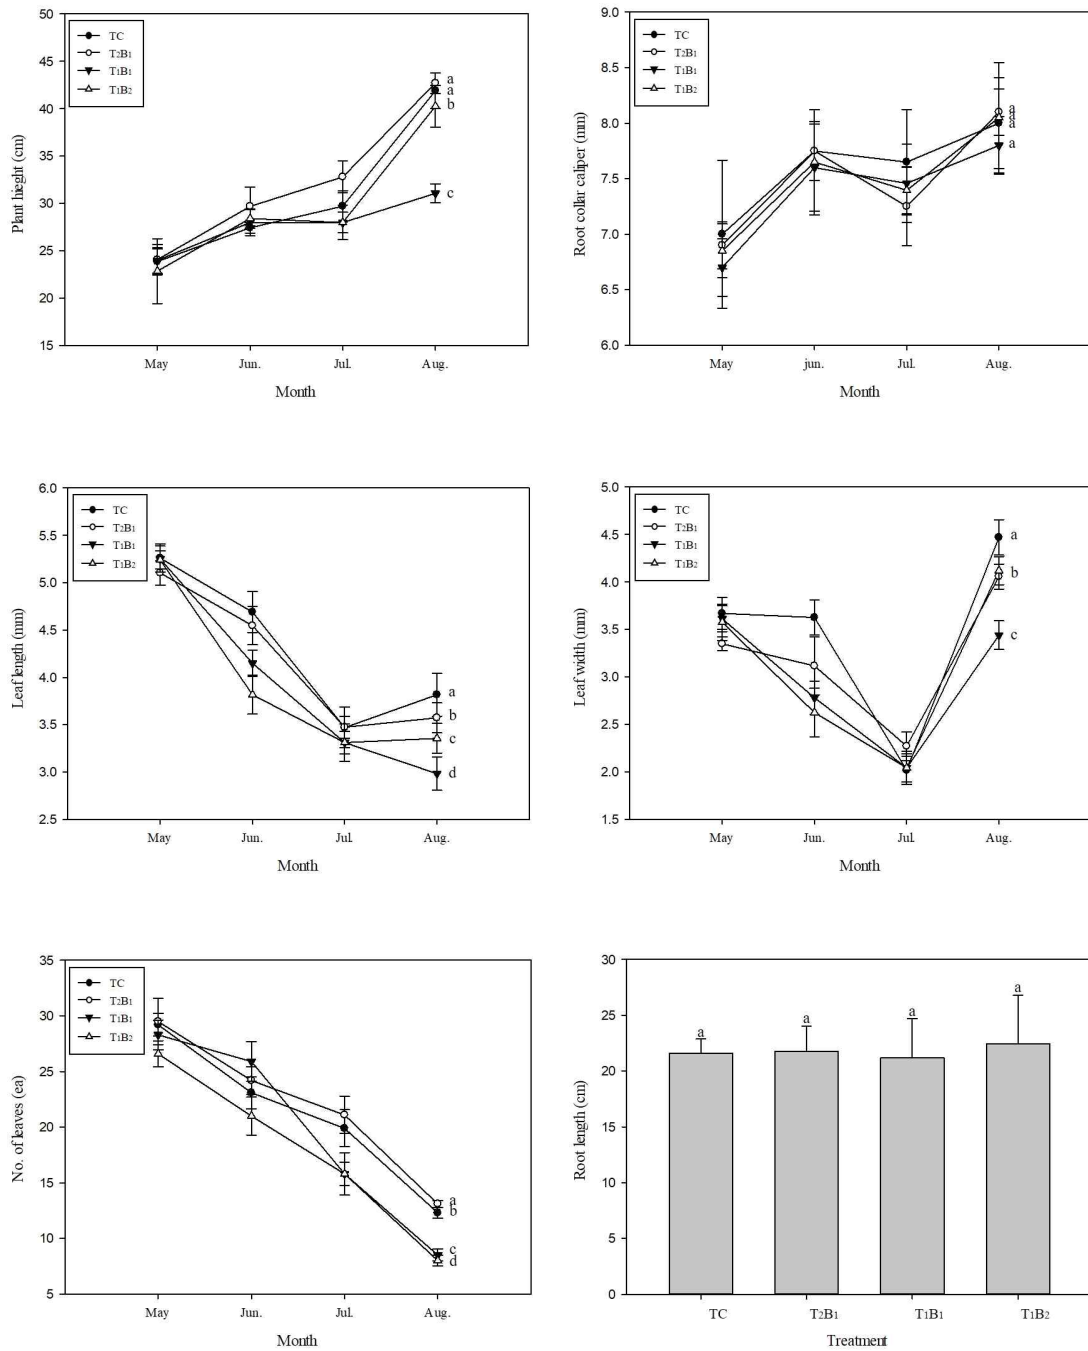 50
45
40
35
30
25
20
15
Plant hieght (cm)
TC
T2B1
T1B1
T1B2
a
a
b
c
May Jun. Jul. Aug.
Month
9.0
8.5
8.0
7.5
7.0
6.5
6.0
Root collar caliper (mm)
TC
T2B1
T1B1
T1B2
a
a
a
a
May jun. Jul. Aug.
Month
6.0
5.5
5.0
4.5
4.0
3.5
3.0
2.5
Leaf length (mm)
TC
T2B1
T1B1
T1B2
a
b
c
d
May Jun. Jul. Aug.
Month
5.0
4.5
4.0
3.5
3.0
2.5
2.0
1.5
Leaf width (mm)
TC
T2B1
T1B1
T1B2
a
b
c
May Jun. Jul. Aug.
Month
35
30
25
20
15
10
5
No. of leaves (ea)
TC
T2B1
T1B1
T1B2
a
b
c
d
May Jun. Jul. Aug.
Month
30
25
20
15
10
5
0
Root length (cm)
a
a
a
a
TC T2B1 T1B1 T1B2
Treatment